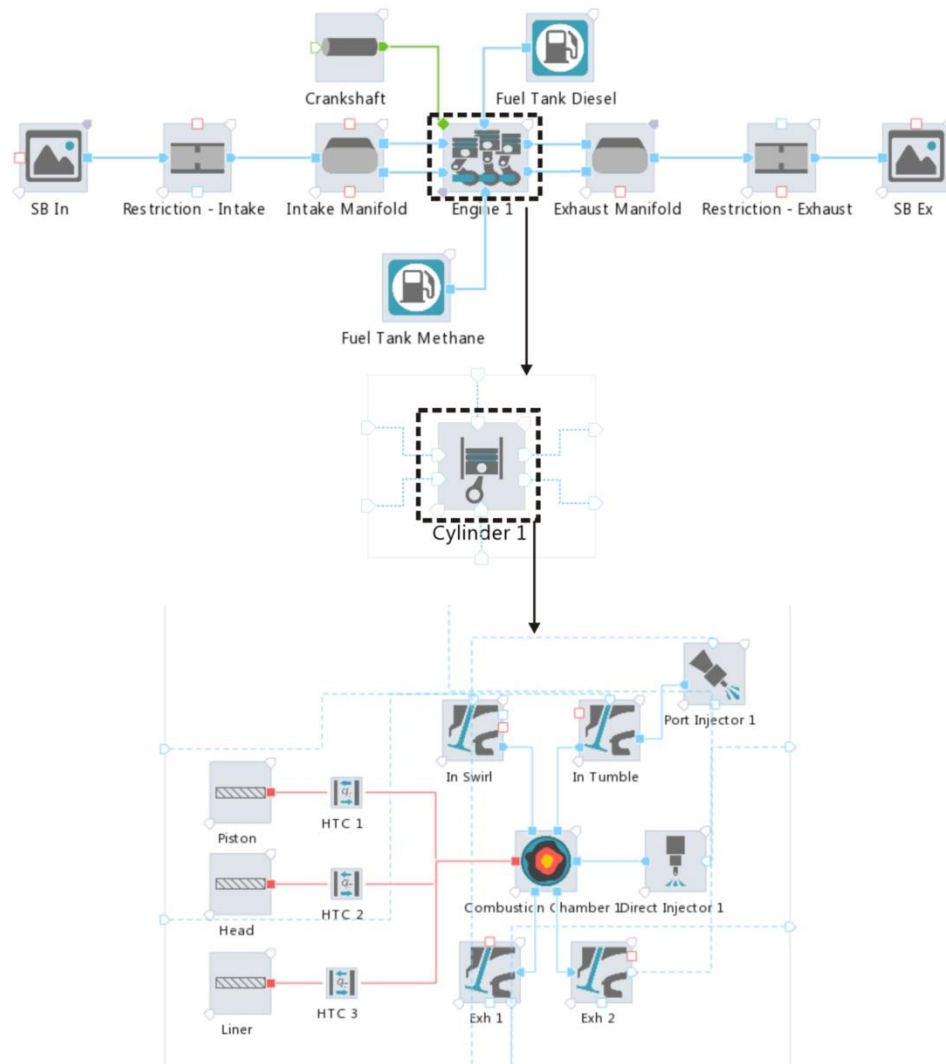 Crankshaft
Fuel Tank Diesel
SB In
Restriction - Intake
Intake Manifold
Engine 1
Exhaust Manifold
Restriction - Exhaust
SB Ex
Fuel Tank Methane
Cylinder 1
Port Injector 1
In Swirl
In Tumble
Piston
HTC 1
Head
HTC 2
Combustion Chamber 1
Direct Injector 1
Liner
HTC 3
Exh 1
Exh 2